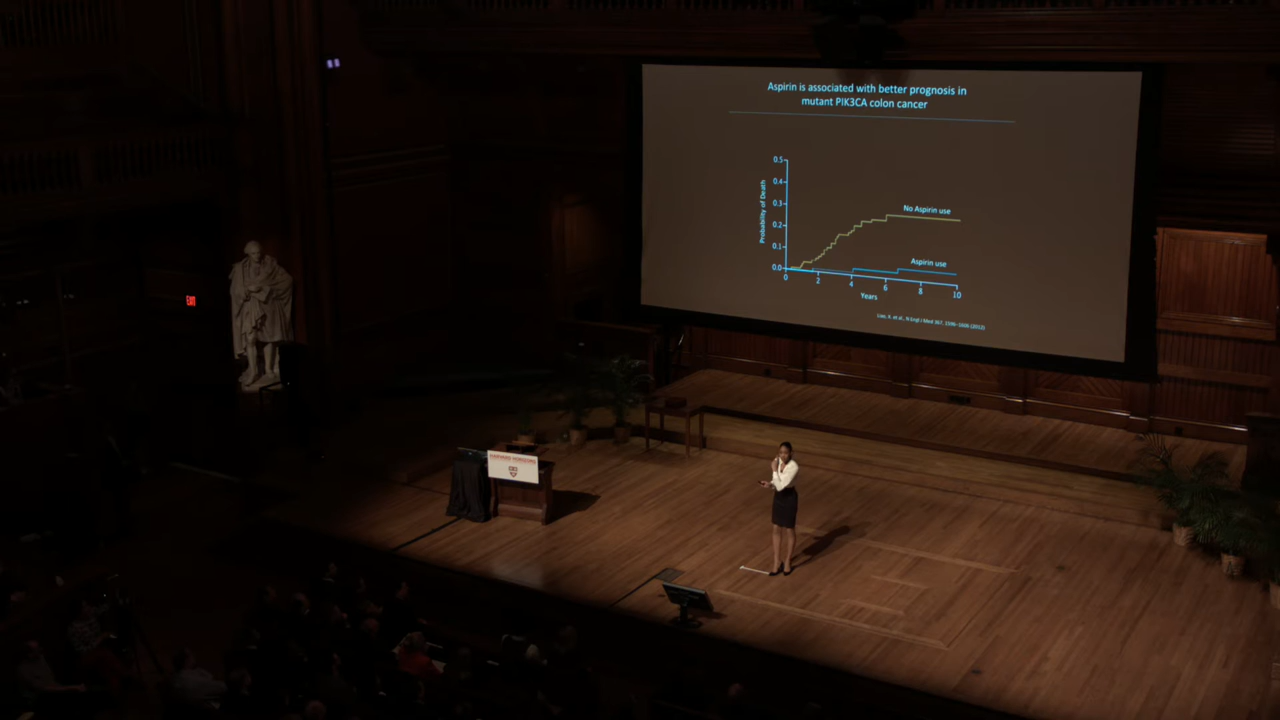 Aspirin is associated with better prognosis in
mutant PIK3CA colon cancer
0.5
0.4
0.3
0.2
0.1
0.0
Probability of Death
No Aspirin use
Aspirin use
0
2
4
6
8
10
Years
EXIT